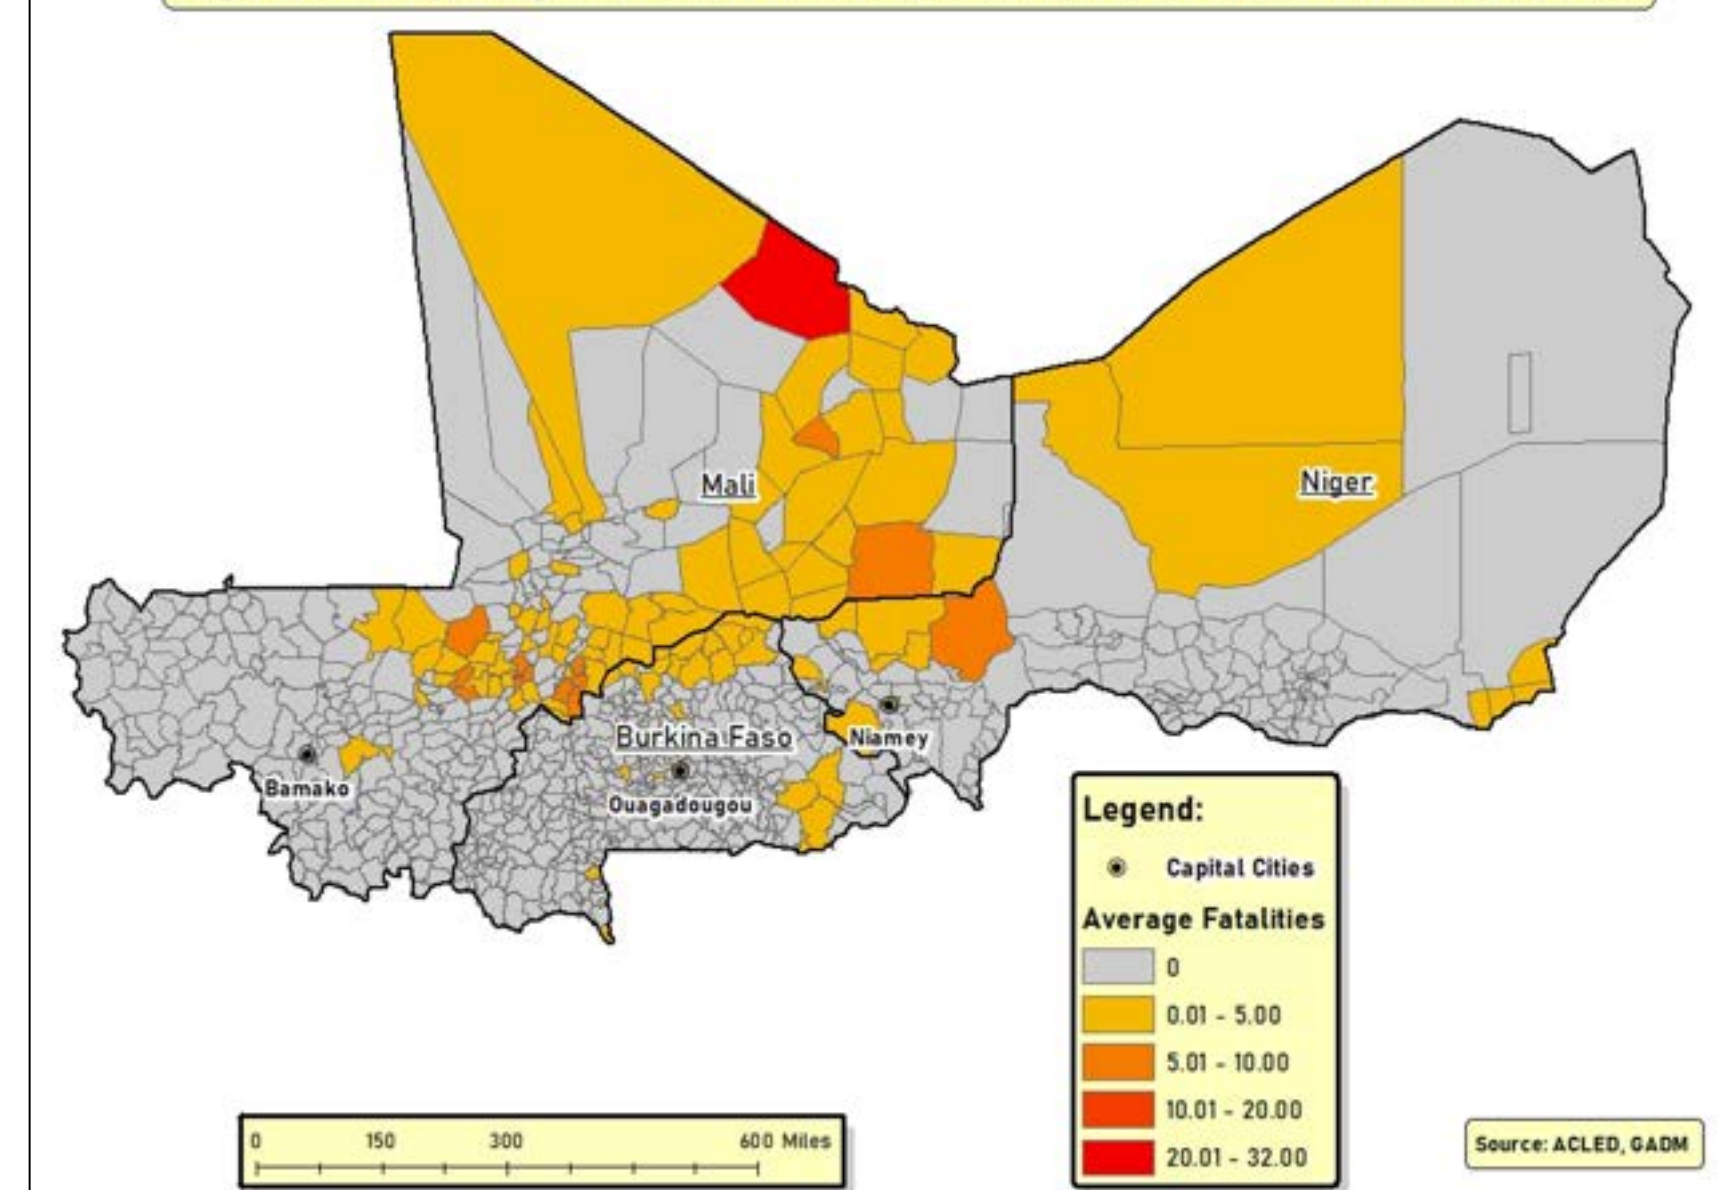 Mali
Niger
Burkina Faso
Niamey
Bamako
Ouagadougou
Legend:
Capital Cities
Average Fatalities
0
0.01 - 5.00
5.01 - 10.00
10.01 - 20.00
20.01 - 32.00
0 150 300 600 Miles
Source: ACLED, GADM